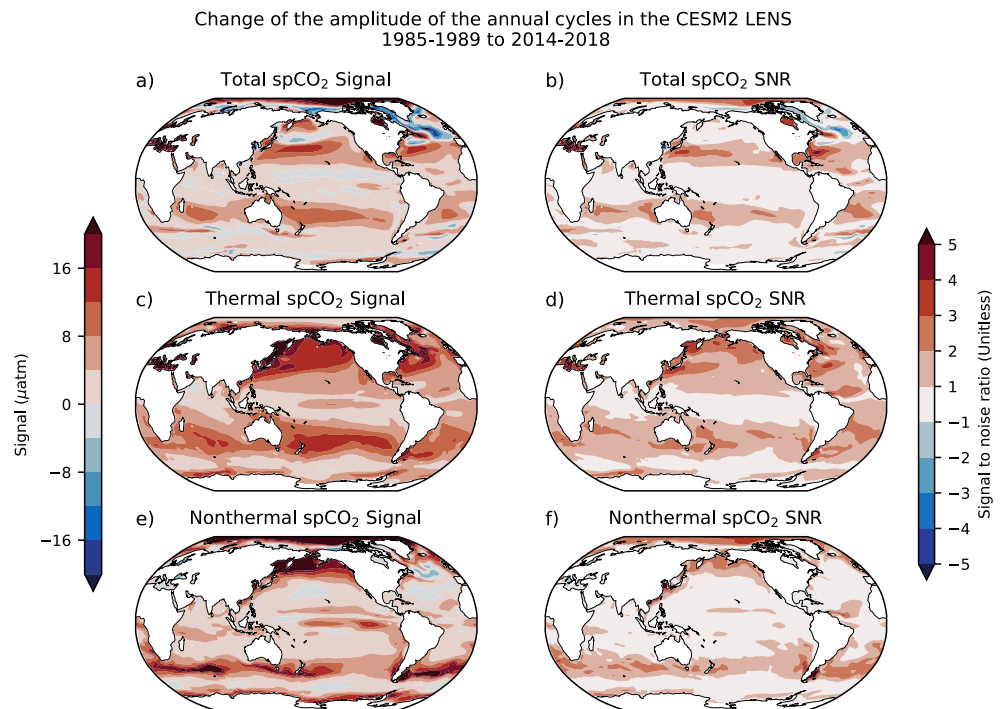 Change of the amplitude of the annual cycles in the CESM2 LENS
1985-1989 to 2014-2018
a) Total spCO₂ Signal
b) Total spCO₂ SNR
c) Thermal spCO₂ Signal
d) Thermal spCO₂ SNR
e) Nonthermal spCO₂ Signal
f) Nonthermal spCO₂ SNR
Signal (μatm)
16
8
0
−8
−16
5
4
3
2
1
−1
−2
−3
−4
−5
Signal to noise ratio (Unitless)